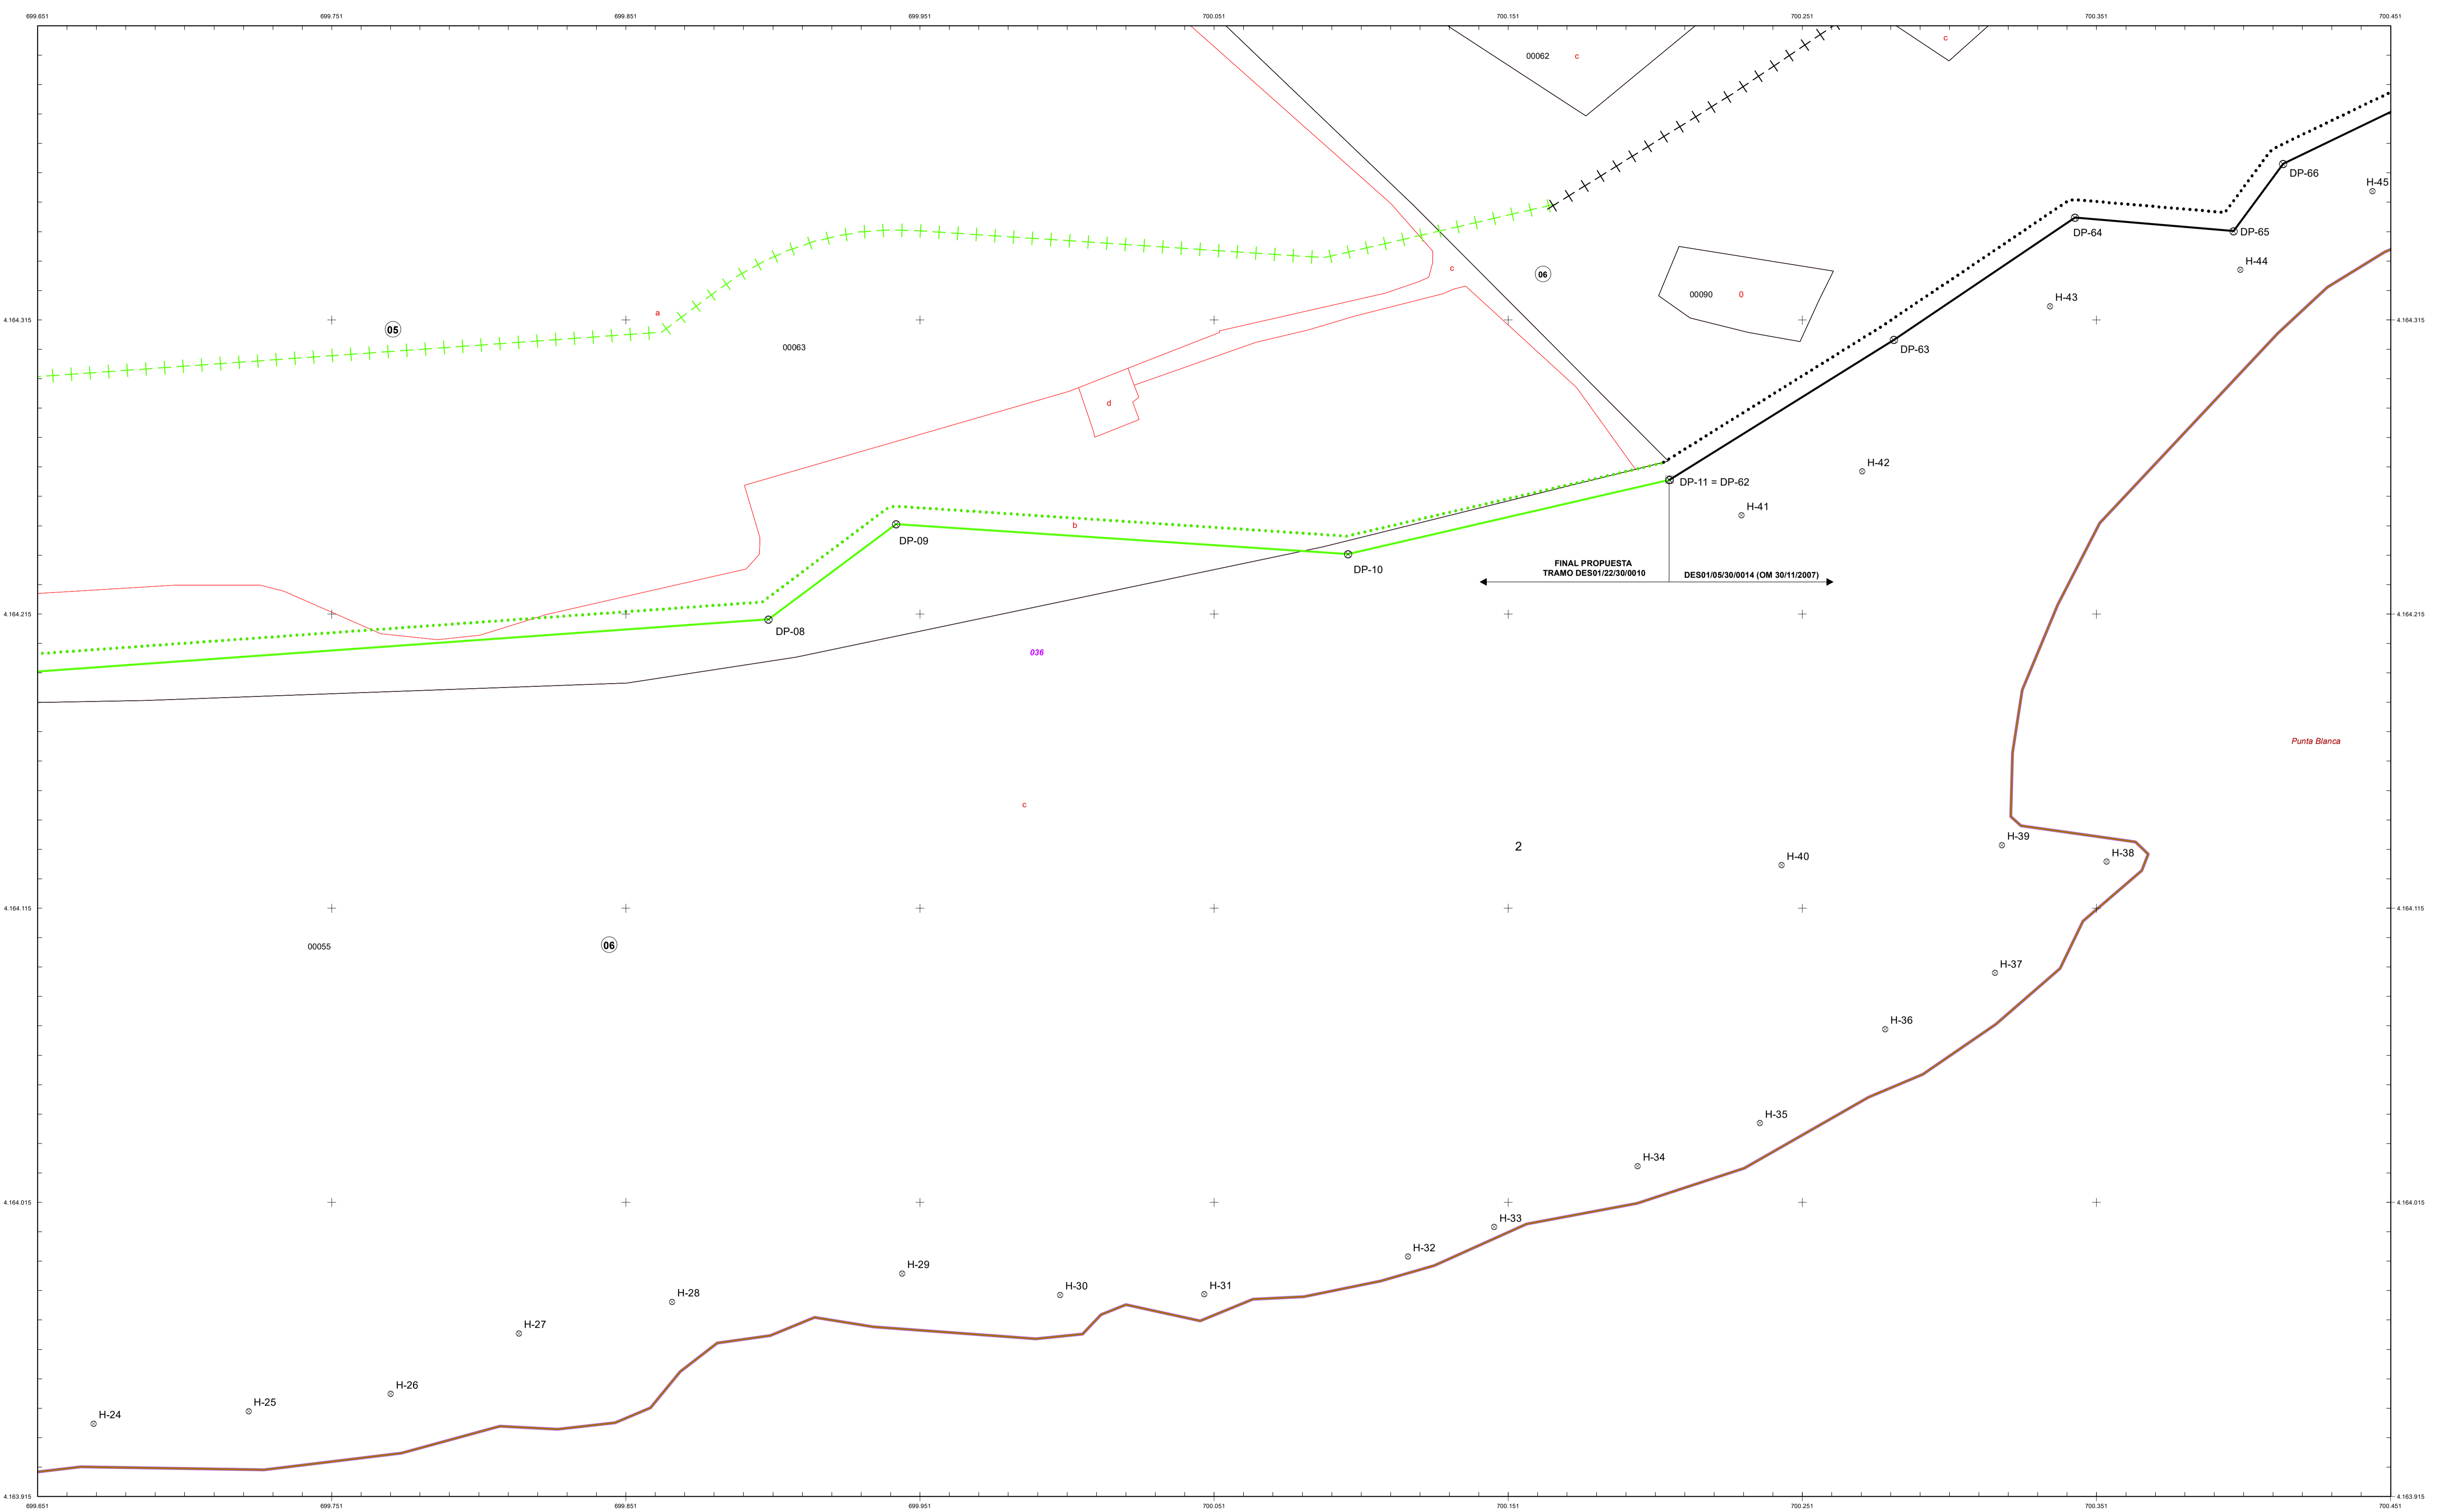 699.651 699.751 699.851 699.951 700.051 700.151 700.251 700.351 700.451
c
00062 c
DP-66
H-45
DP-64
DP-65
H-44
c
06
00090 0
H-43
a
4.164.315
05
4.164.315
00063
DP-63
d
H-42
DP-11 = DP-62
H-41
b
DP-09
DP-10
FINAL PROPUESTA
TRAMO DES01/22/30/0010
DES01/05/30/0014 (OM 30/11/2007)
4.164.215
4.164.215
DP-08
036
Punta Blanca
c
2
H-39
H-40
H-38
4.164.115
4.164.115
00055
06
H-37
H-36
H-35
H-34
4.164.015
4.164.015
H-33
H-32
H-29
H-30
H-31
H-28
H-27
H-26
H-25
H-24
4.163.915
4.163.915
699.651 699.751 699.851 699.951 700.051 700.151 700.251 700.351 700.451